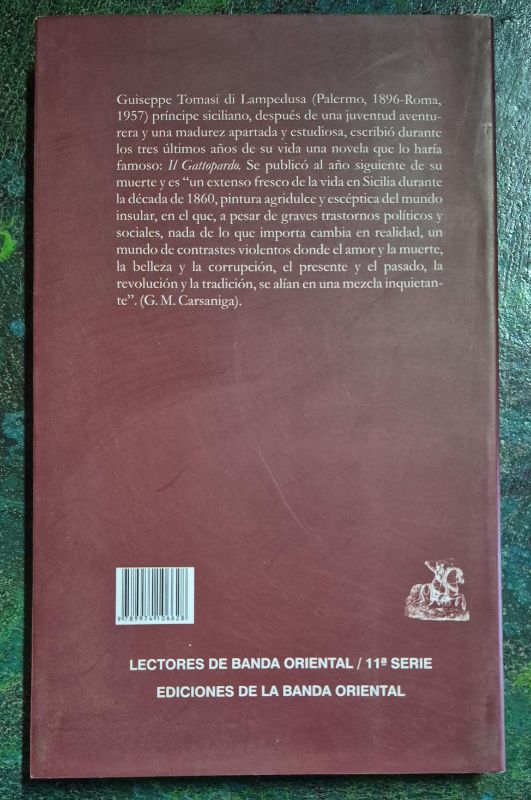 Guiseppe Tomasi di Lampedusa (Palermo, 1896-Roma,
1957) príncipe siciliano, después de una juventud aventu-
rera y una madurez apartada y estudiosa, escribió durante
los tres últimos años de su vida una novela que lo haría
famoso: Il Gattopardo. Se publicó al año siguiente de su
muerte y es “un extenso fresco de la vida en Sicilia durante
la década de 1860, pintura agridulce y escéptica del mundo
insular, en el que, a pesar de graves trastornos políticos y
sociales, nada de lo que importa cambia en realidad, un
mundo de contrastes violentos donde el amor y la muerte,
la belleza y la corrupción, el presente y el pasado, la
revolución y la tradición, se alían en una mezcla inquietan-
te”. (G. M. Carsaniga).
9789974106628
LECTORES DE BANDA ORIENTAL / 11ª SERIE
EDICIONES DE LA BANDA ORIENTAL